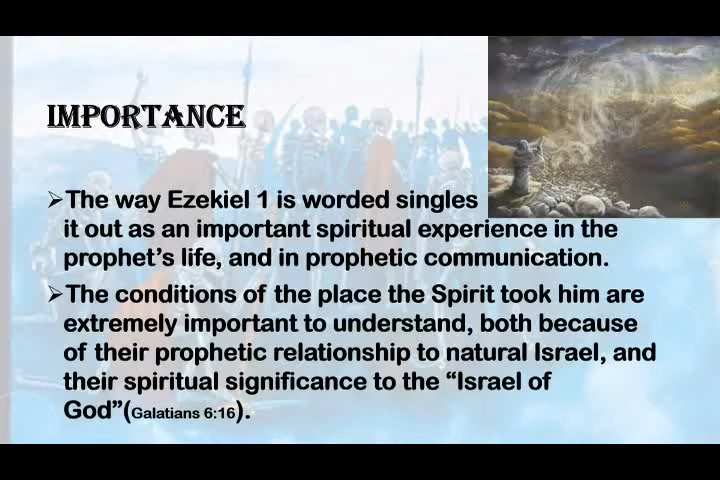 IMPORTANCE
➢The way Ezekiel 1 is worded singles
it out as an important spiritual experience in the
prophet's life, and in prophetic communication.
➢The conditions of the place the Spirit took him are
extremely important to understand, both because
of their prophetic relationship to natural Israel, and
their spiritual significance to the “Israel of
God”(Galatians 6:16).